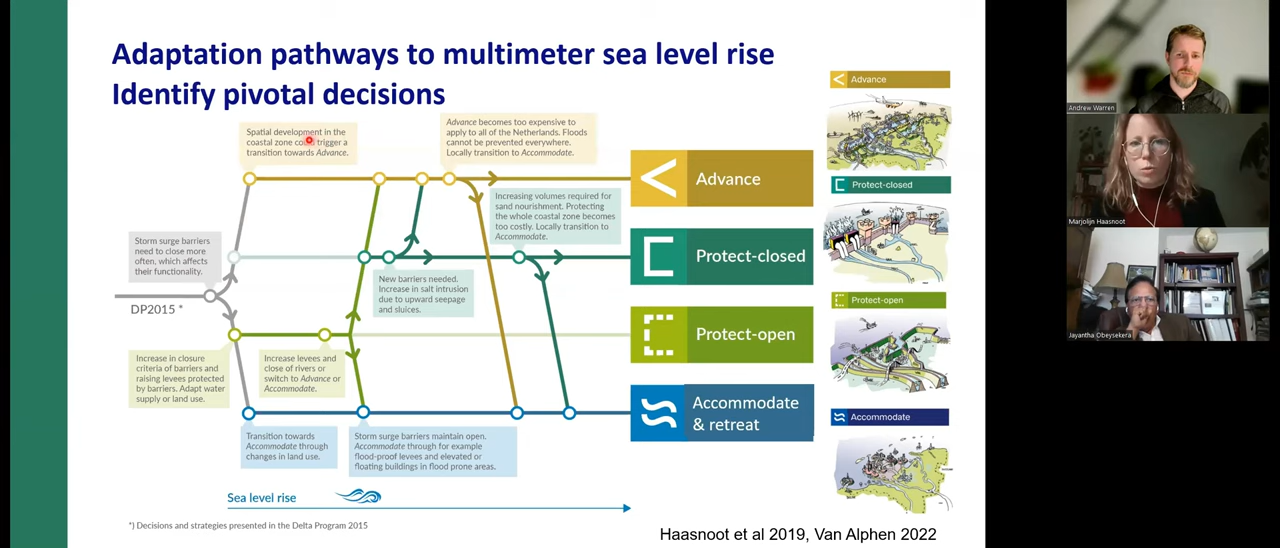 Adaptation pathways to multimeter sea level rise
Identify pivotal decisions
Spatial development in the
coastal zone could trigger a
transition towards Advance.
Advance becomes too expensive to
apply to all of the Netherlands. Floods
cannot be prevented everywhere.
Locally transition to Accommodate.
Advance
Increasing volumes required for
sand nourishment. Protecting
the whole coastal zone becomes
too costly. Locally transition to
Accommodate.
Storm surge barriers
need to close more
often, which affects
their functionality.
Protect-closed
New barriers needed.
Increase in salt intrusion
due to upward seepage
and sluices.
DP2015 *
Protect-open
Increase in closure
criteria of barriers and
raising levees protected
by barriers. Adapt water
supply or land use.
Increase levees and
close of rivers or
switch to Advance or
Accommodate.
Accommodate
& retreat
Transition towards
Accommodate through
changes in land use.
Storm surge barriers maintain open.
Accommodate through for example
flood-proof levees and elevated or
floating buildings in flood prone areas.
Sea level rise
*) Decisions and strategies presented in the Delta Program 2015
Haasnoot et al 2019, Van Alphen 2022
Advance
Protect-closed
Protect-open
Accommodate
Andrew Warren
Marjolijn Haasnoot
Jayantha Obeysekera